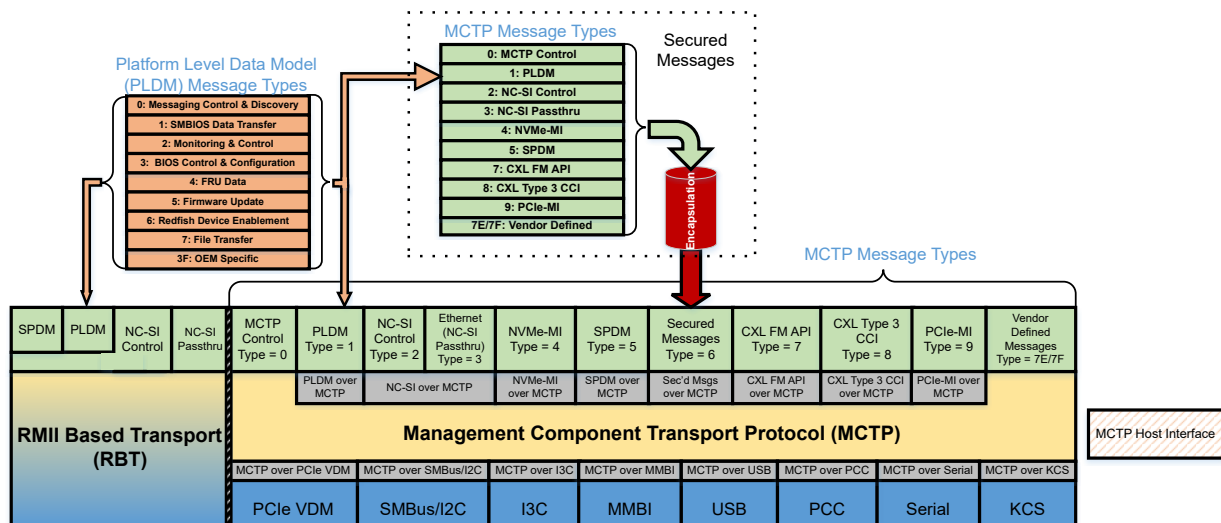 MCTP Message Types
0: MCTP Control
1: PLDM
2: NC-SI Control
3: NC-SI Passthru
4: NVMe-MI
5: SPDM
7: CXL FM API
8: CXL Type 3 CCI
9: PCIe-MI
7E/7F: Vendor Defined
Secured
Messages
Encapsulation
Platform Level Data Model
(PLDM) Message Types
0: Messaging Control & Discovery
1: SMBIOS Data Transfer
2: Monitoring & Control
3: BIOS Control & Configuration
4: FRU Data
5: Firmware Update
6: Redfish Device Enablement
7: File Transfer
3F: OEM Specific
MCTP Message Types
SPDM
PLDM
NC-SI
Control
NC-SI
Passthru
MCTP
Control
Type = 0
PLDM
Type = 1
NC-SI
Control
Type = 2
Ethernet
(NC-SI
Passthru)
Type = 3
NVMe-MI
Type = 4
SPDM
Type = 5
Secured
Messages
Type = 6
CXL FM API
Type = 7
CXL Type 3
CCI
Type = 8
PCIe-MI
Type = 9
Vendor
Defined
Messages
Type = 7E/7F
PLDM over
MCTP
NC-SI over MCTP
NVMe-MI
over MCTP
SPDM over
MCTP
Sec'd Msgs
over MCTP
CXL FM API
over MCTP
CXL Type 3 CCI
over MCTP
PCIe-MI over
MCTP
RMII Based Transport
(RBT)
Management Component Transport Protocol (MCTP)
MCTP Host Interface
MCTP over PCIe VDM
MCTP over SMBus/I2C
MCTP over I3C
MCTP over MMBI
MCTP over USB
MCTP over PCC
MCTP over Serial
MCTP over KCS
PCIe VDM
SMBus/I2C
I3C
MMBI
USB
PCC
Serial
KCS